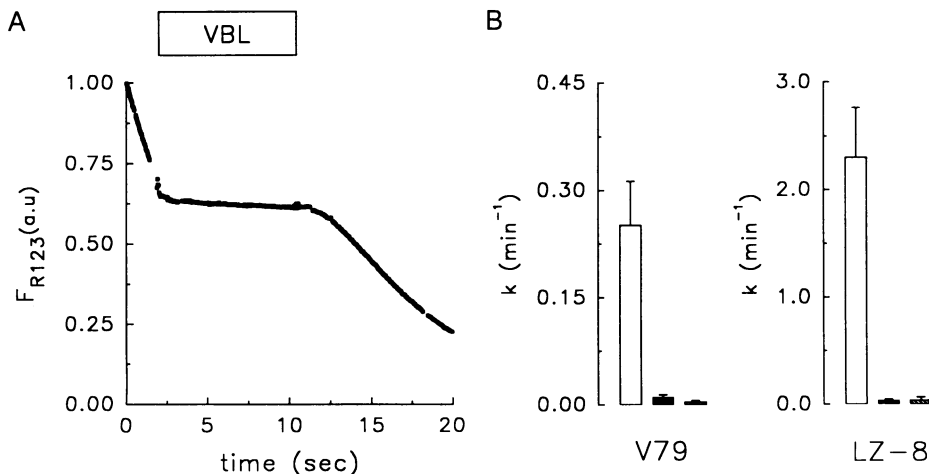 A
VBL
1.00
0.75
0.50
0.25
0.00
F_R123(a.u)
0
5
10
15
20
time (sec)
B
0.45
0.30
0.15
0.00
k (min⁻¹)
V79
3.0
2.0
1.0
0.0
k (min⁻¹)
LZ-8